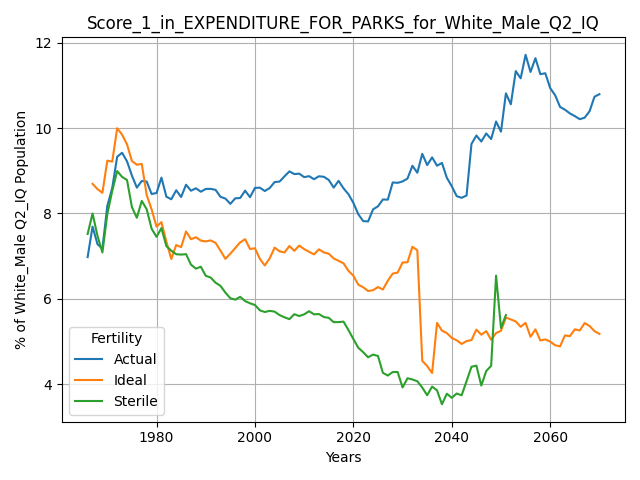 Score_1_in_EXPENDITURE_FOR_PARKS_for_White_Male_Q2_IQ
12
10
8
6
4
% of White_Male Q2_IQ Population
Fertility
Actual
Ideal
Sterile
1980
2000
2020
2040
2060
Years